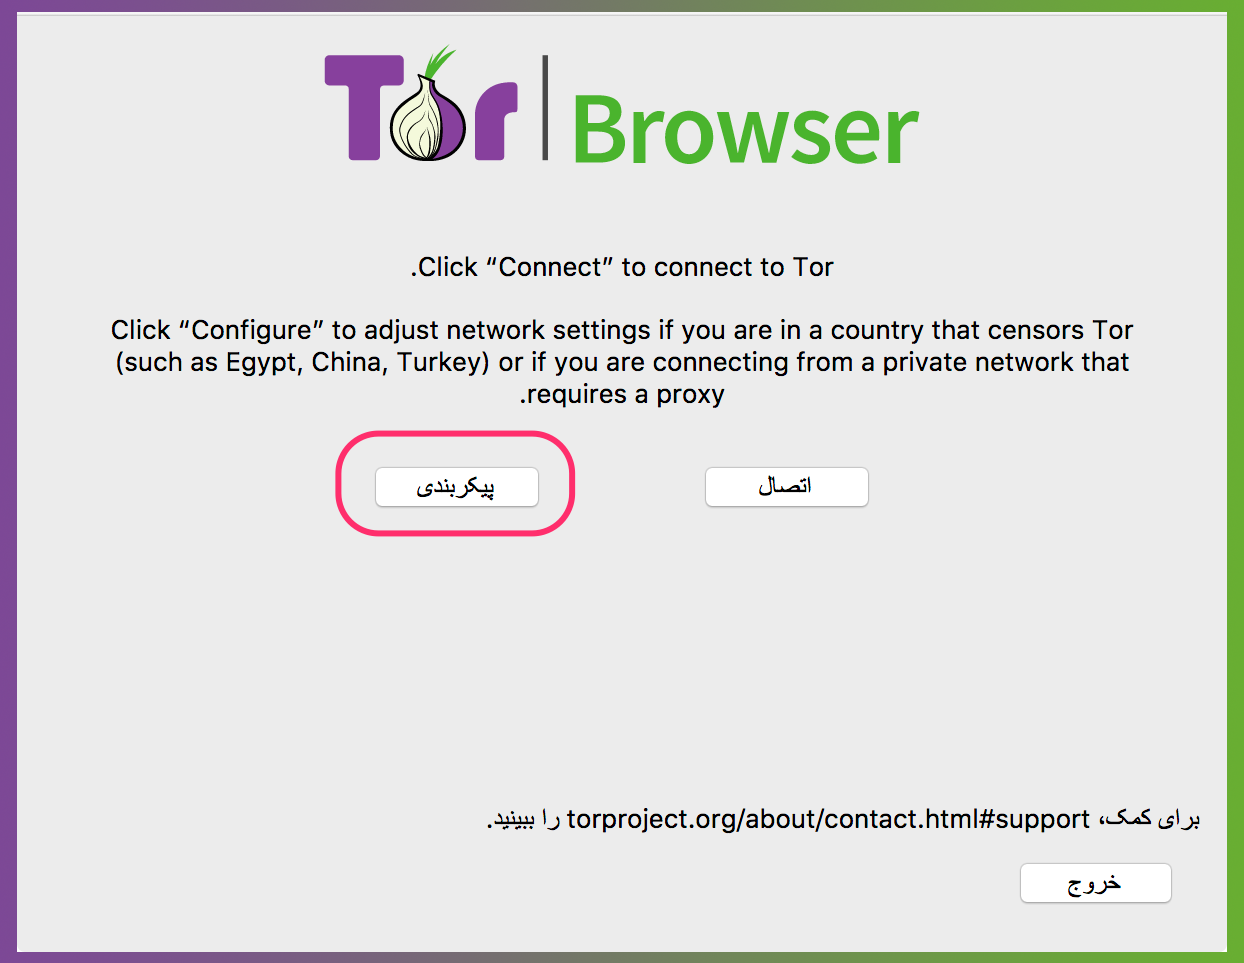 Tor Browser
.Click “Connect” to connect to Tor
Click “Configure” to adjust network settings if you are in a country that censors Tor
(such as Egypt, China, Turkey) or if you are connecting from a private network that
.requires a proxy
اتصال
پیکربندی
برای کمک، torproject.org/about/contact.html#support را ببینید.
خروج